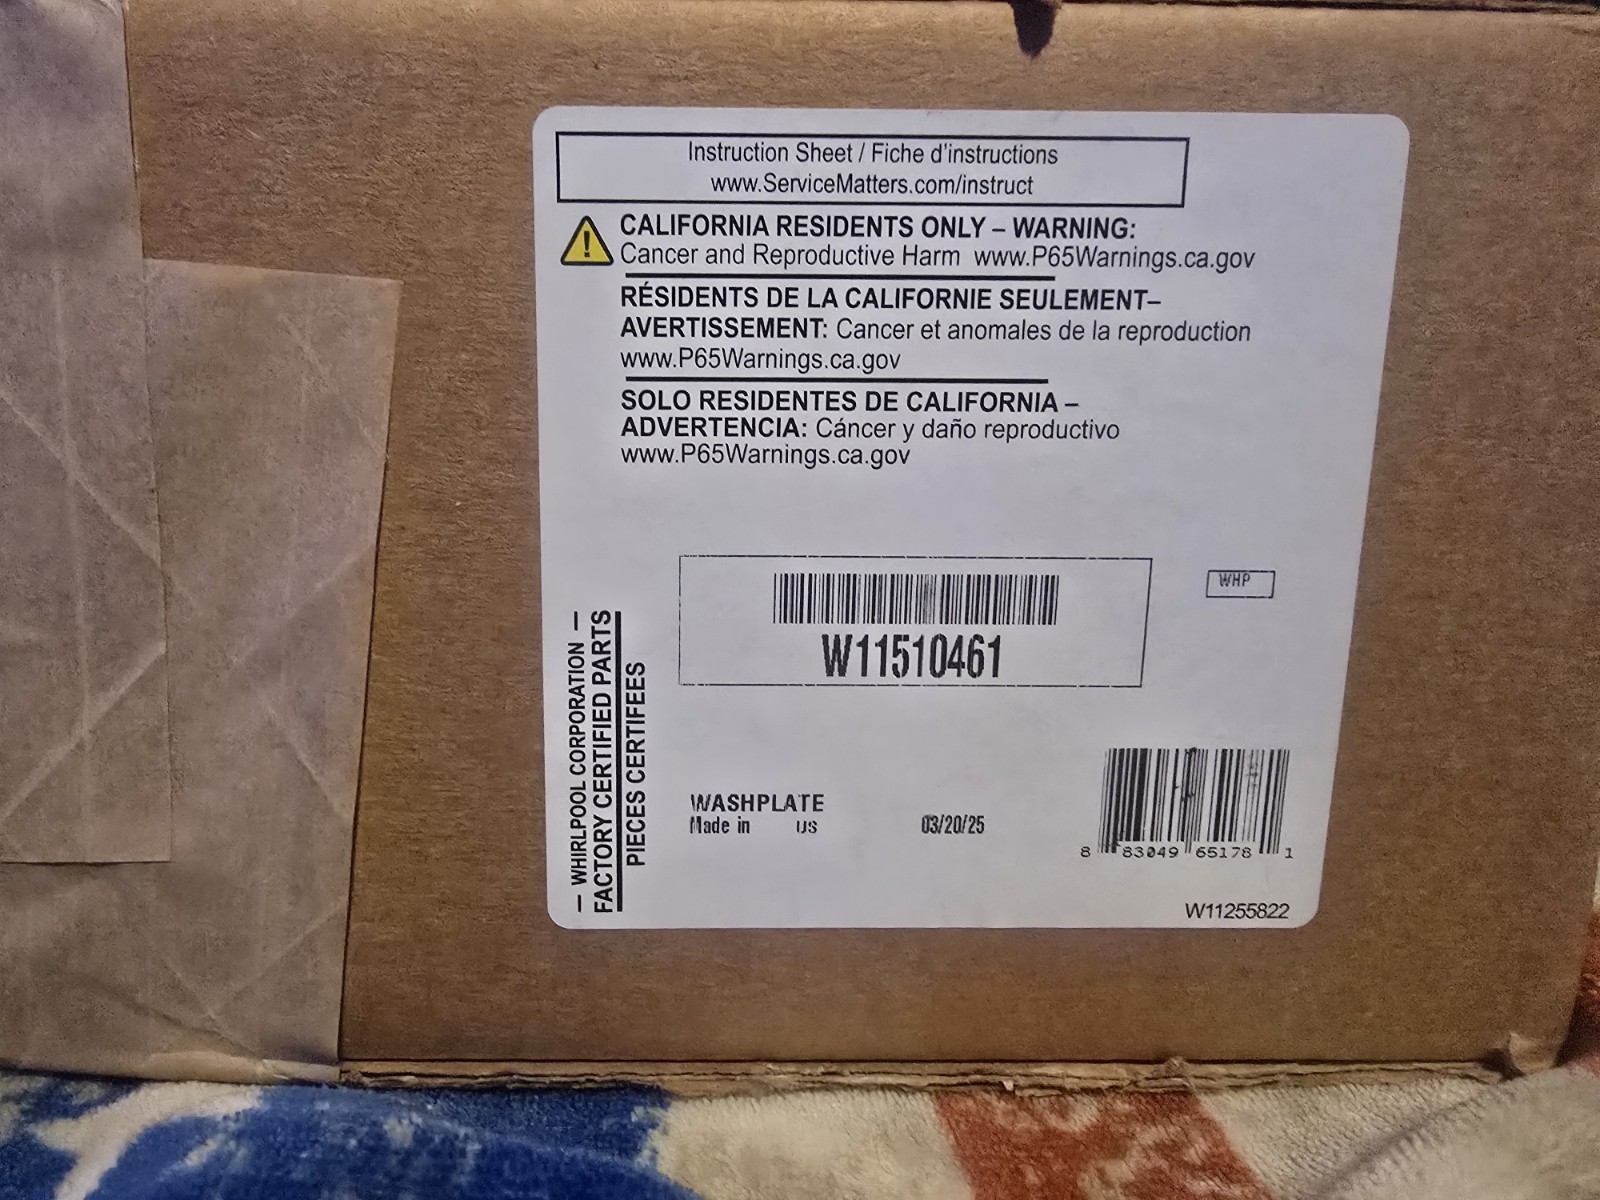 Instruction Sheet / Fiche d'instructions
www.ServiceMatters.com/instruct
CALIFORNIA RESIDENTS ONLY – WARNING:
Cancer and Reproductive Harm www.P65Warnings.ca.gov
RÉSIDENTS DE LA CALIFORNIE SEULEMENT–
AVERTISSEMENT: Cancer et anomales de la reproduction
www.P65Warnings.ca.gov
SOLO RESIDENTES DE CALIFORNIA –
ADVERTENCIA: Cáncer y daño reproductivo
www.P65Warnings.ca.gov
WHP
W11510461
— WHIRLPOOL CORPORATION —
FACTORY CERTIFIED PARTS
PIECES CERTIFEES
WASHPLATE
Made in US 03/20/25
8 83049 65178 1
W11255822